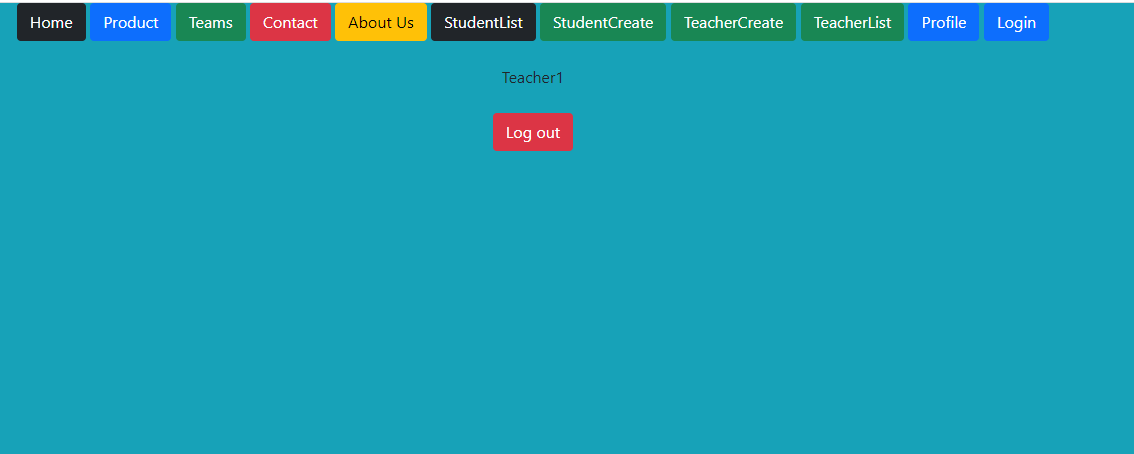 Home Product Teams Contact About Us StudentList StudentCreate TeacherCreate TeacherList Profile Login
Teacher1
Log out